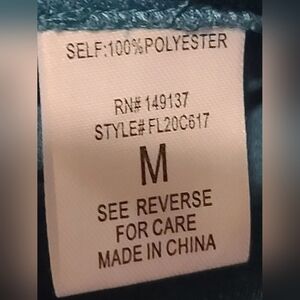 SELF:100%POLYESTER
RN# 149137
STYLE# FL20C617
M
SEE REVERSE
FOR CARE
MADE IN CHINA